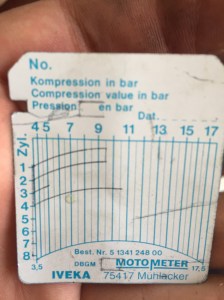 No.
Kompression in bar
Compression value in bar
Pression en bar
Dat.
4 5 7 9 11 13 15 17
Zyl.
1
2
3
4
5
6
7
8
Best. Nr. 5 1341 248 00
3,5 DBGM MOTOMETER 17,5
IVEKA 75417 Mühlacker